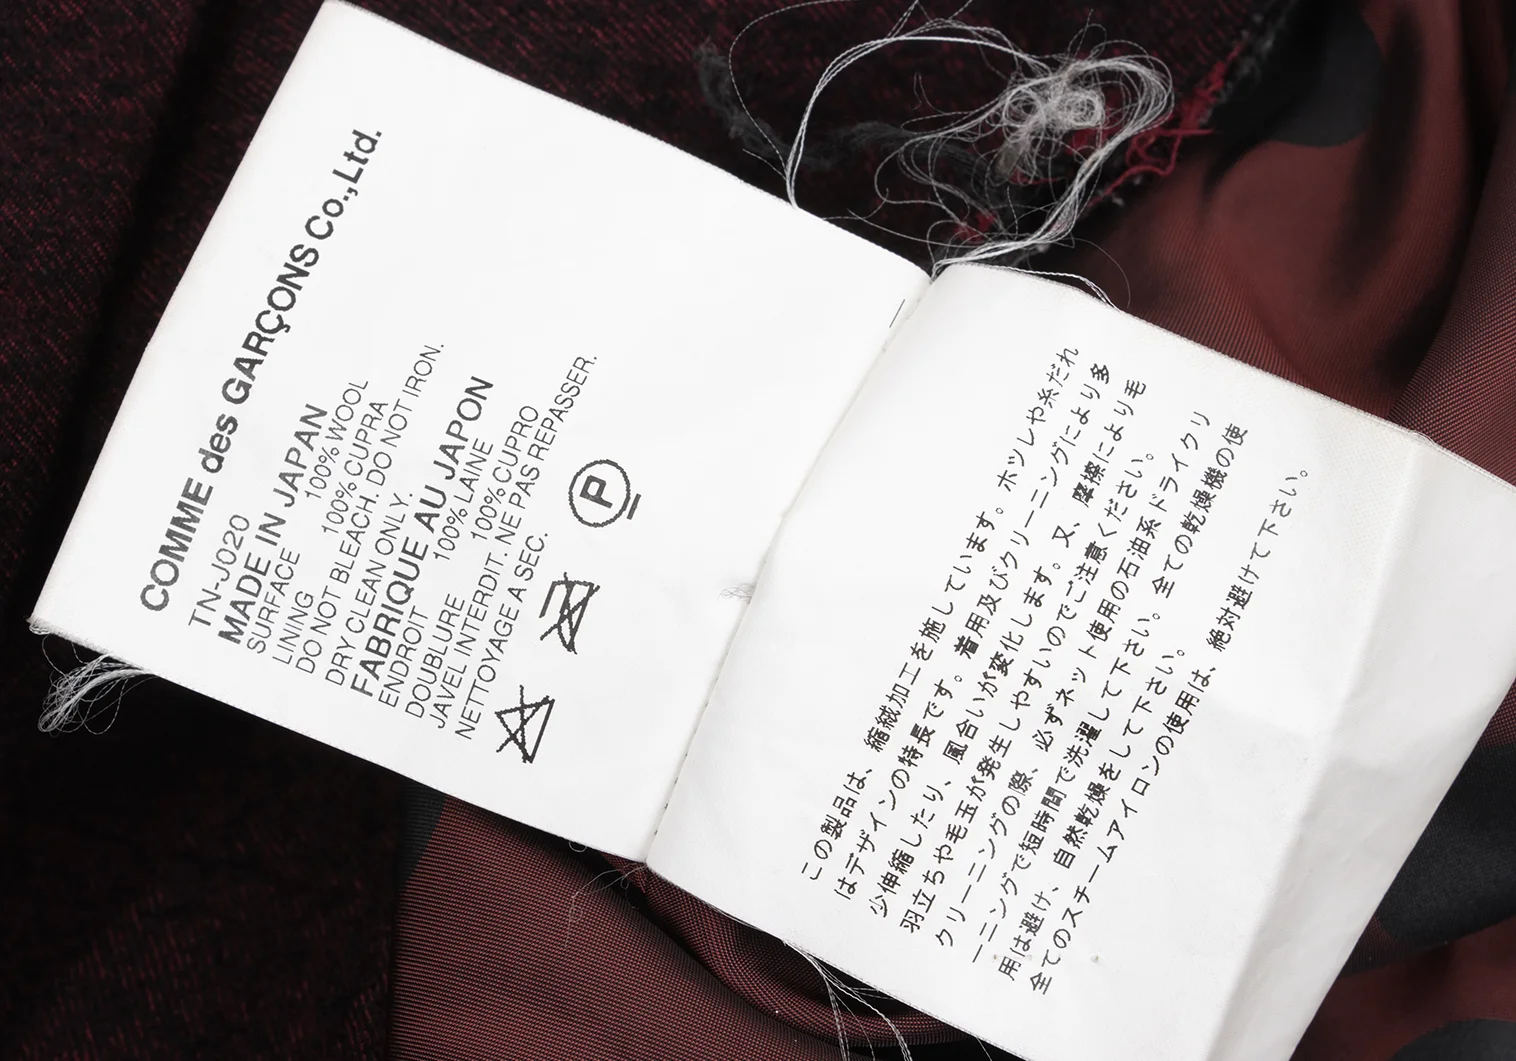 COMME des GARÇONS Co.,Ltd.
TN-J020
MADE IN JAPAN
SURFACE 100% WOOL
LINING 100% CUPRA
DO NOT BLEACH. DO NOT IRON.
DRY CLEAN ONLY.
FABRIQUE AU JAPON
ENDROIT 100% LAINE
DOUBLURE 100% CUPRO
JAVEL INTERDIT. NE PAS REPASSER.
NETTOYAGE A SEC.
P
この製品は、縮絨加工を施しています。ホツレや糸だれ
はデザインの特長です。着用及びクリーニングにより多
少伸縮したり、風合いが変化します。又、摩擦により毛
羽立ちや毛玉が発生しやすいのでご注意ください。
クリーニングの際、必ずネット使用の石油系ドライクリ
ーニングで短時間で洗濯して下さい。全ての乾燥機の使
用は避け、自然乾燥をして下さい。
全てのスチームアイロンの使用は、絶対避けて下さい。